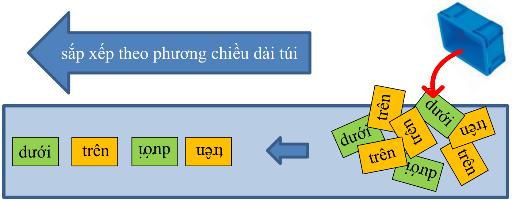 sắp xếp theo phương chiều dài túi
trên
dưới
dưới
trên
trên
trên
trên
dưới
dưới trên dưới trên